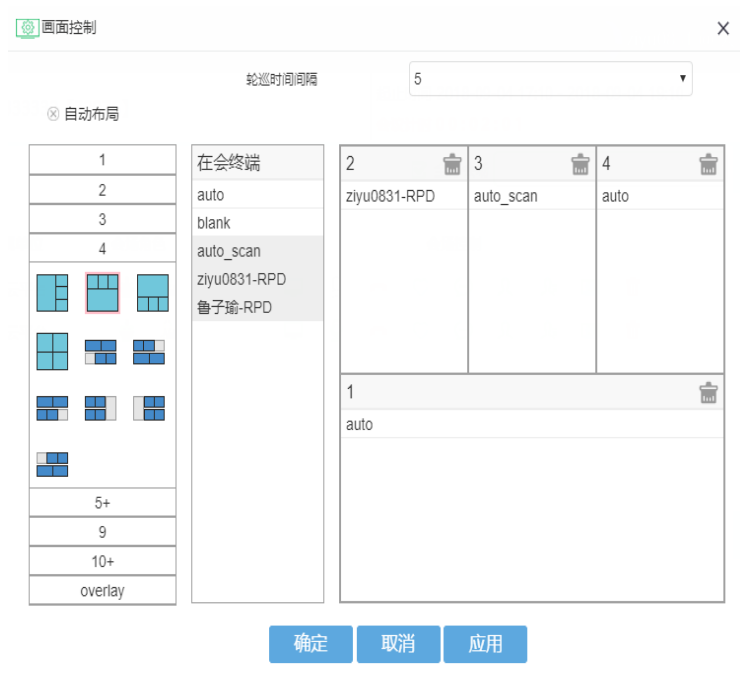 画面控制
轮巡时间间隔
5
自动布局
1
2
3
4
5+
9
10+
overlay
在会终端
auto
blank
auto_scan
ziyu0831-RPD
鲁子瑜-RPD
2
ziyu0831-RPD
3
auto_scan
4
auto
1
auto
确定
取消
应用